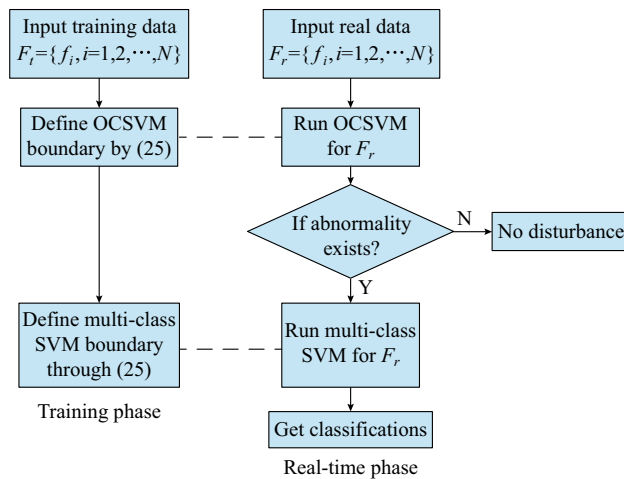 Input training data
F_t={f_i,i=1,2,⋯,N}
Input real data
F_r={f_i,i=1,2,⋯,N}
Define OCSVM
boundary by (25)
Run OCSVM
for F_r
If abnormality
exists?
N
No disturbance
Y
Define multi-class
SVM boundary
through (25)
Run multi-class
SVM for F_r
Training phase
Get classifications
Real-time phase